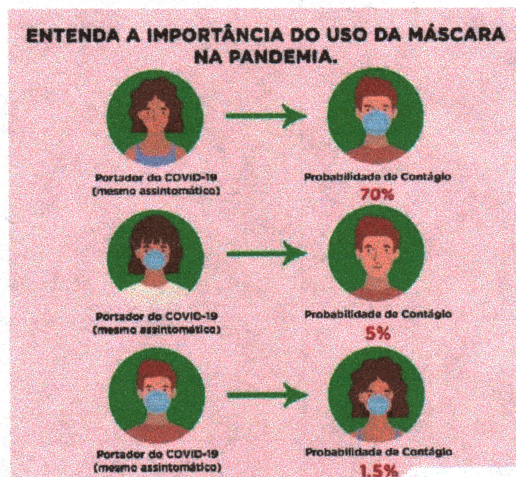 ENTENDA A IMPORTÂNCIA DO USO DA MÁSCARA
NA PANDEMIA.
Portador do COVID-19
(mesmo assintomático)
Probabilidade de Contágio
70%
Portador do COVID-19
(mesmo assintomático)
Probabilidade de Contágio
5%
Portador do COVID-19
(mesmo assintomático)
Probabilidade de Contágio
1.5%